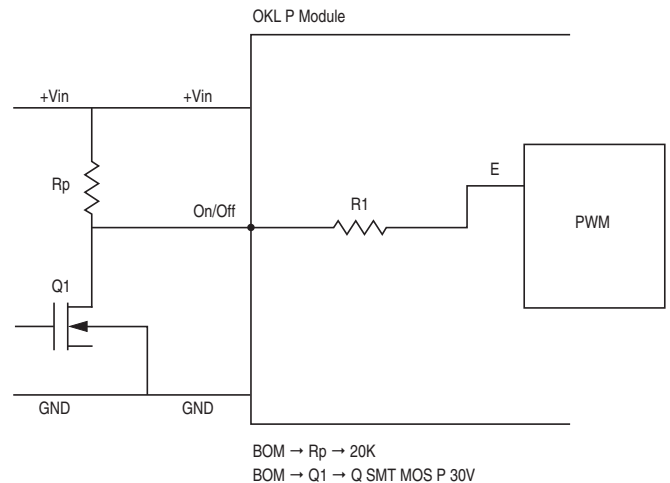 OKL P Module
+Vin
+Vin
Rp
On/Off
R1
E
PWM
Q1
GND
GND
BOM → Rp → 20K
BOM → Q1 → Q SMT MOS P 30V